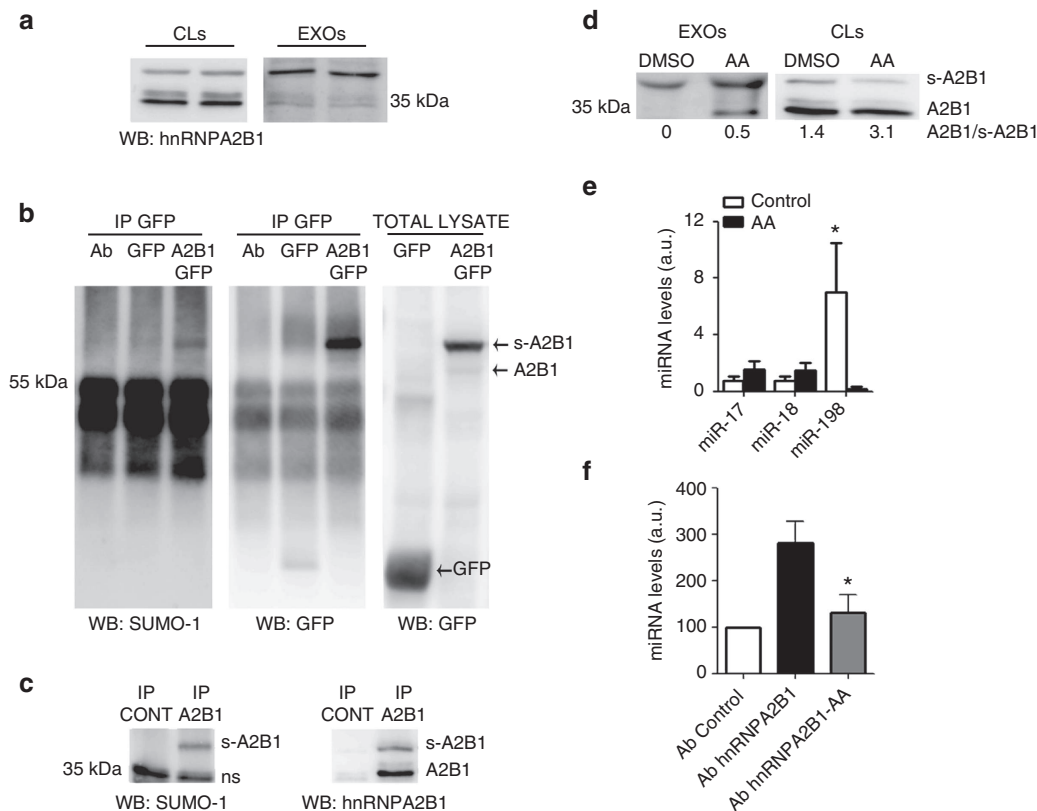 a
CLs EXOs
35 kDa
WB: hnRNPA2B1
b
IP GFP IP GFP TOTAL LYSATE
Ab GFP A2B1 GFP Ab GFP A2B1 GFP GFP A2B1 GFP
55 kDa
←s-A2B1
←A2B1
←GFP
WB: SUMO-1 WB: GFP WB: GFP
c
IP CONT IP A2B1 IP CONT IP A2B1
s-A2B1 s-A2B1
35 kDa ns A2B1
WB: SUMO-1 WB: hnRNPA2B1
d
EXOs CLs
DMSO AA DMSO AA
s-A2B1
35 kDa A2B1
0 0.5 1.4 3.1 A2B1/s-A2B1
e
Control
AA
miRNA levels (a.u.)
12
8
4
0
*
miR-17 miR-18 miR-198
f
miRNA levels (a.u.)
400
300
200
100
0
*
Ab Control Ab hnRNPA2B1 Ab hnRNPA2B1-AA